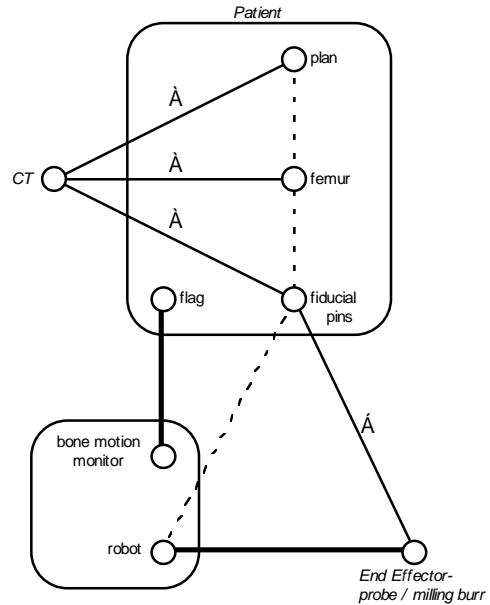 Patient
plan
À
CT
À
femur
À
flag
fiducial
pins
Á
bone motion
monitor
robot
End Effector-
probe / milling burr